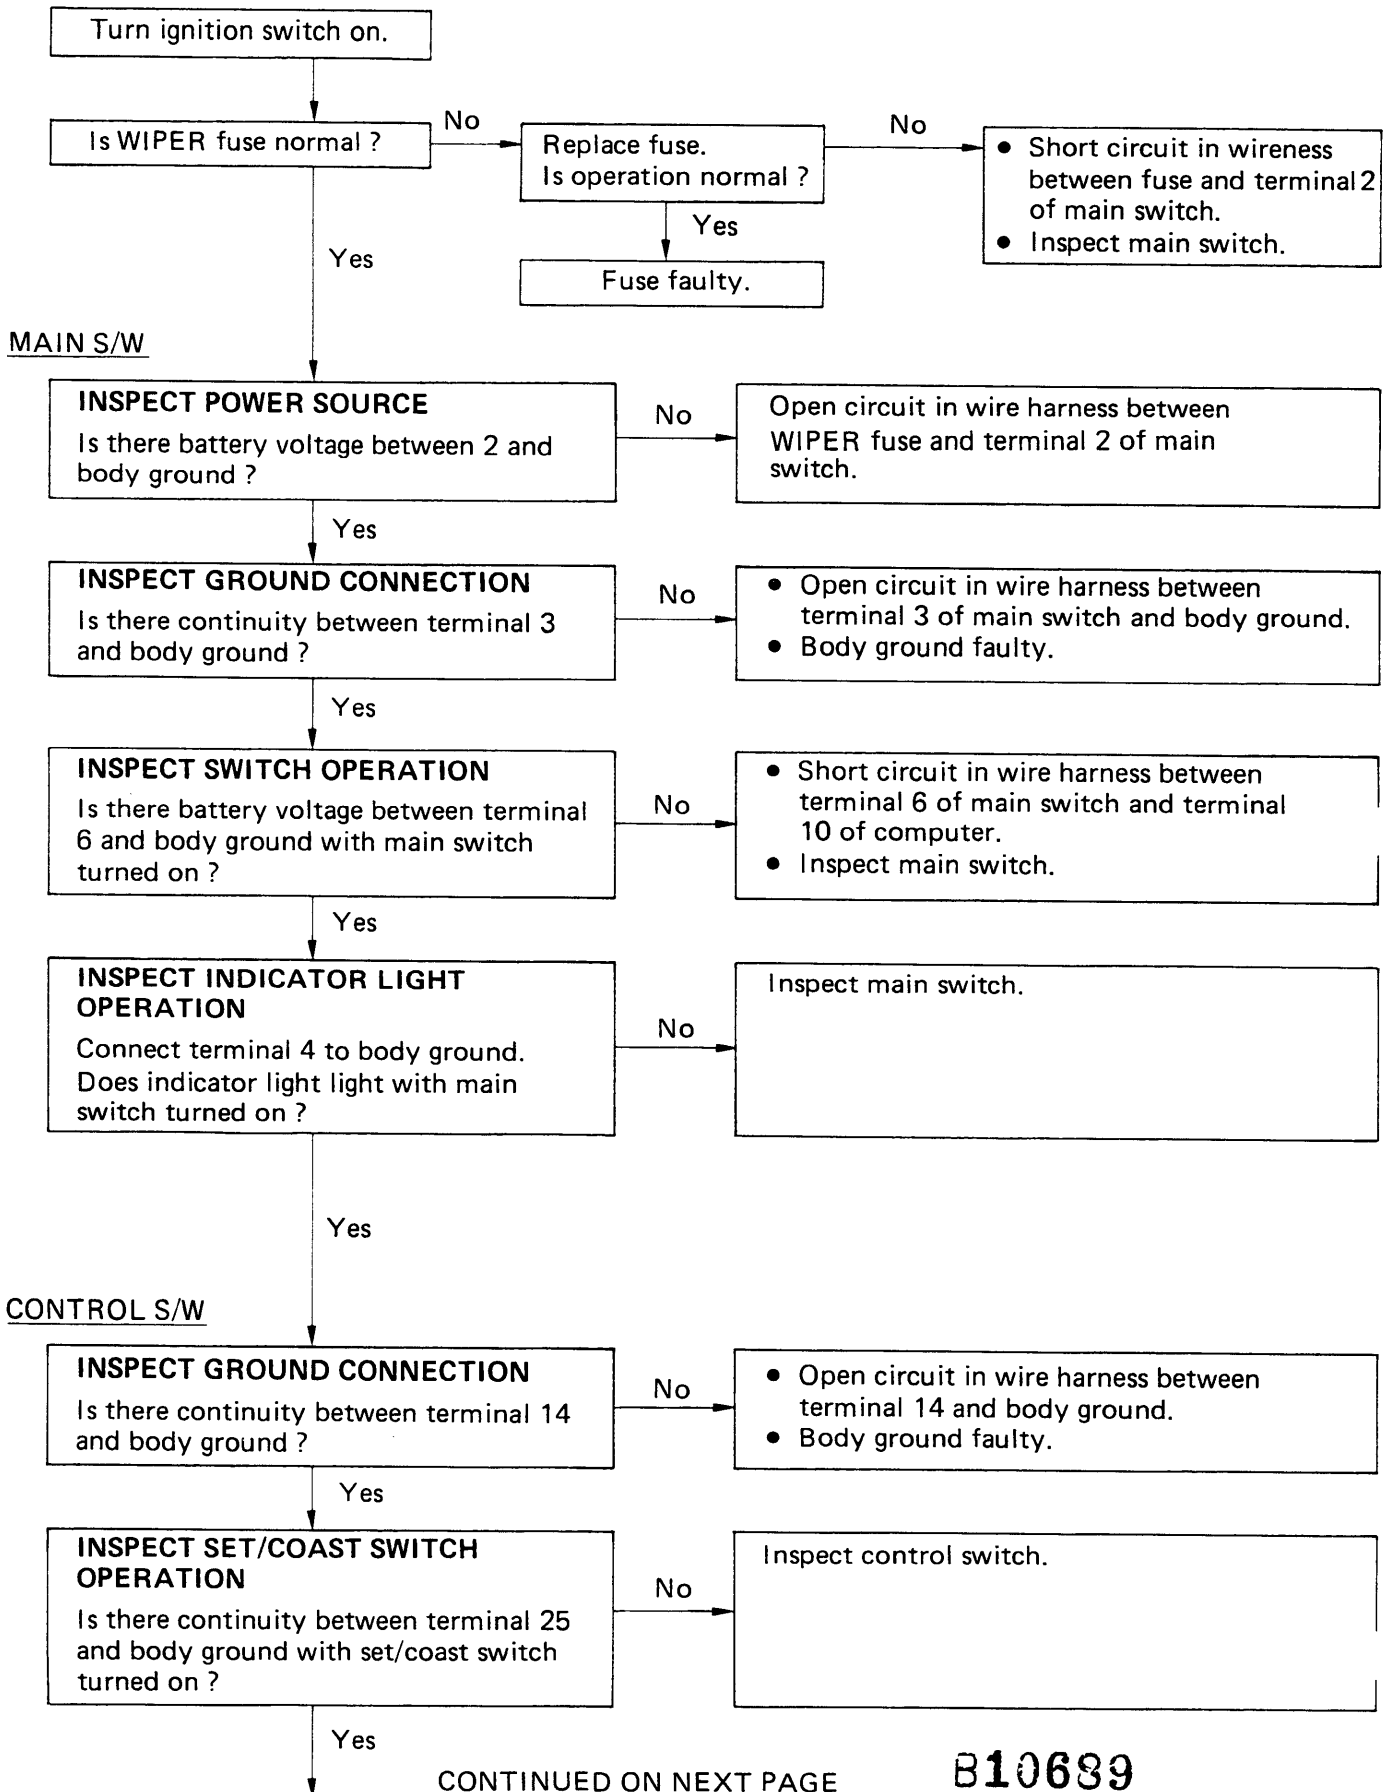 Turn ignition switch on.
Is WIPER fuse normal ?
No
Replace fuse.
Is operation normal ?
No
● Short circuit in wireness
between fuse and terminal 2
of main switch.
● Inspect main switch.
Yes
Fuse faulty.
Yes
MAIN S/W
INSPECT POWER SOURCE
Is there battery voltage between 2 and
body ground ?
No
Open circuit in wire harness between
WIPER fuse and terminal 2 of main
switch.
Yes
INSPECT GROUND CONNECTION
Is there continuity between terminal 3
and body ground ?
No
● Open circuit in wire harness between
terminal 3 of main switch and body ground.
● Body ground faulty.
Yes
INSPECT SWITCH OPERATION
Is there battery voltage between terminal
6 and body ground with main switch
turned on ?
No
● Short circuit in wire harness between
terminal 6 of main switch and terminal
10 of computer.
● Inspect main switch.
Yes
INSPECT INDICATOR LIGHT
OPERATION
Connect terminal 4 to body ground.
Does indicator light light with main
switch turned on ?
No
Inspect main switch.
Yes
CONTROL S/W
INSPECT GROUND CONNECTION
Is there continuity between terminal 14
and body ground ?
No
● Open circuit in wire harness between
terminal 14 and body ground.
● Body ground faulty.
Yes
INSPECT SET/COAST SWITCH
OPERATION
Is there continuity between terminal 25
and body ground with set/coast switch
turned on ?
No
Inspect control switch.
Yes
CONTINUED ON NEXT PAGE
B10689